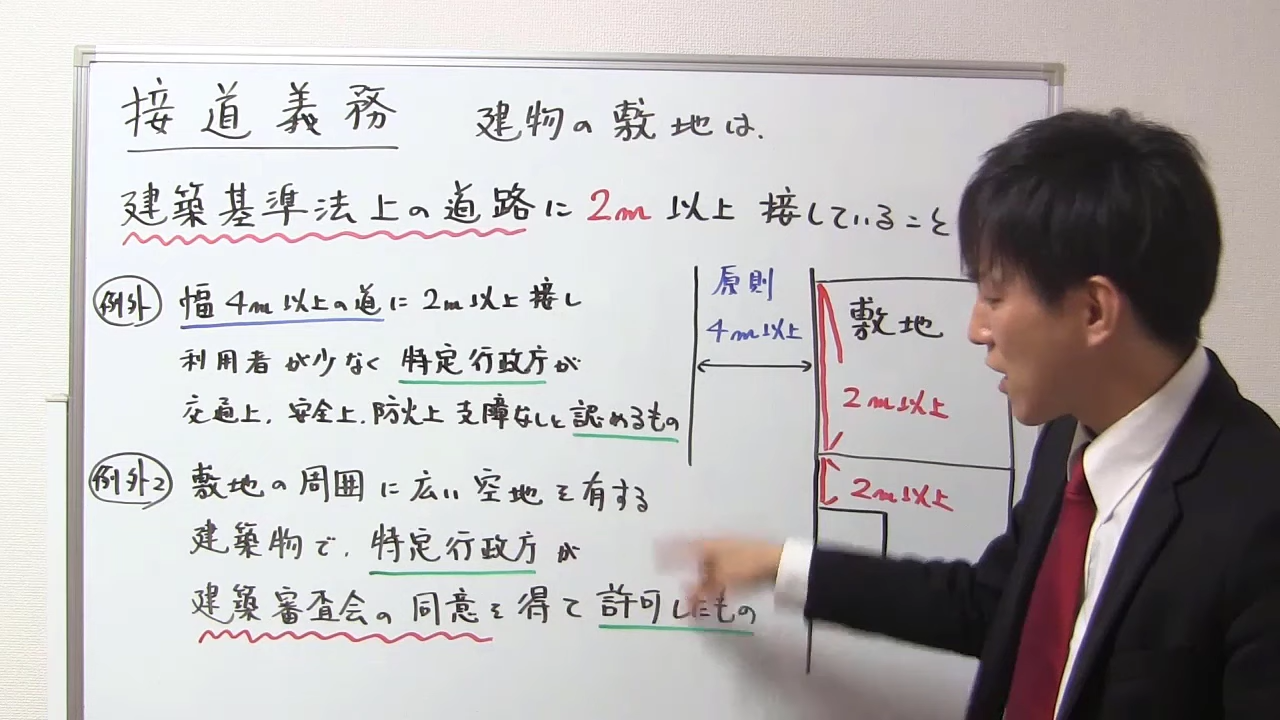 接道義務 建物の敷地は、
建築基準法上の道路に2m以上接していること
例外 幅4m以上の道に2m以上接し
利用者が少なく特定行政庁が
交通上、安全上、防火上支障なしと認めるもの
例外2 敷地の周囲に広い空地を有する
建築物で、特定行政庁が
建築審査会の同意を得て許可したもの
原則
4m以上
敷地
2m以上
2m以上